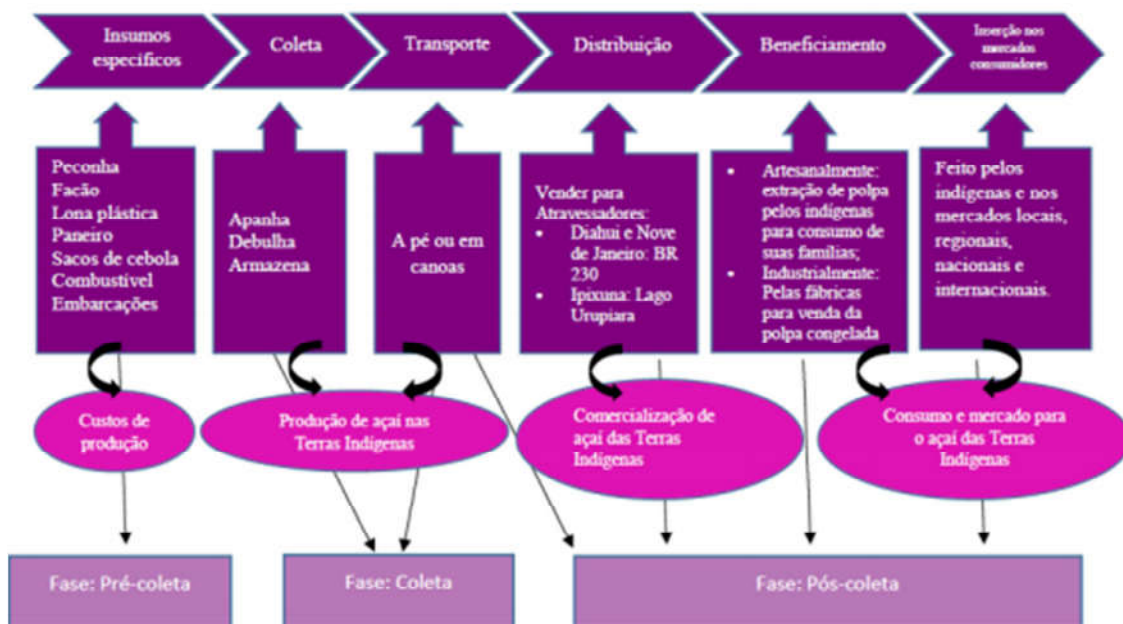 Insumos
específicos
Coleta
Transporte
Distribuição
Beneficiamento
Inserção nos
mercados
consumidores
Peconha
Facão
Lona plástica
Paneiro
Sacos de cebola
Combustível
Embarcações
Apanha
Debulha
Armazena
A pé ou em
canoas
Vender para
Atravessadores:
• Diahui e Nove
de Janeiro: BR
230
• Ipixuna: Lago
Urupiara
• Artesanalmente:
extração de polpa
pelos indígenas
para consumo de
suas famílias;
• Industrialmente:
Pelas fábricas
para venda da
polpa congelada
Feito pelos
indígenas e nos
mercados locais,
regionais,
nacionais e
internacionais.
Custos de
produção
Produção de açaí nas
Terras Indígenas
Comercialização de
açaí das Terras
Indígenas
Consumo e mercado para
o açaí das Terras
Indígenas
Fase: Pré-coleta
Fase: Coleta
Fase: Pós-coleta